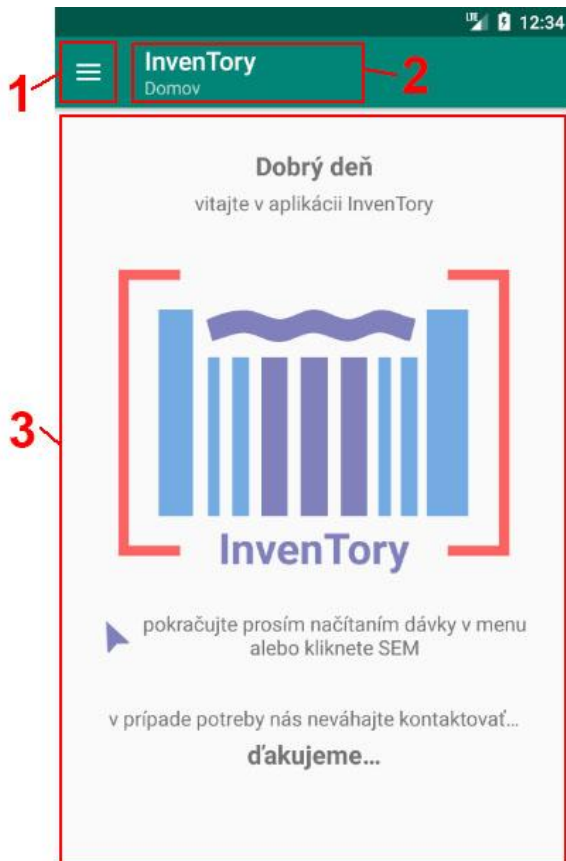 LTE 12:34
1
InvenTory
2
Domov
Dobrý deň
vitajte v aplikácii InvenTory
3
InvenTory
pokračujte prosím načítaním dávky v menu
alebo kliknete SEM
v prípade potreby nás neváhajte kontaktovať...
ďakujeme...